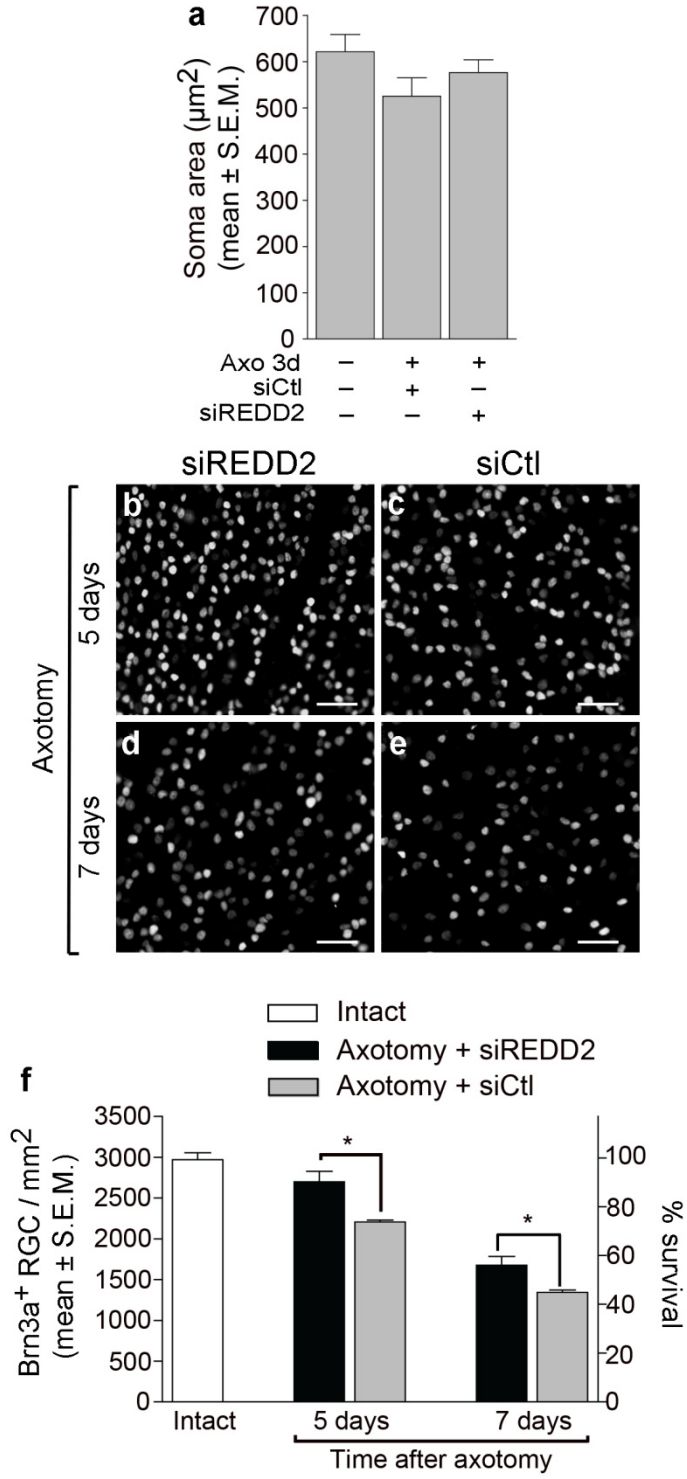 a
Soma area (µm²)
(mean ± S.E.M.)
700
600
500
400
300
200
100
0
Axo 3d – + +
siCtl – + –
siREDD2 – – +
siREDD2 siCtl
Axotomy
5 days
b c
7 days
d e
Intact
Axotomy + siREDD2
Axotomy + siCtl
f
Brn3a⁺ RGC / mm²
(mean ± S.E.M.)
3500
3000
2500
2000
1500
1000
500
0
* *
100
80
60
40
20
0
% survival
Intact 5 days 7 days
Time after axotomy